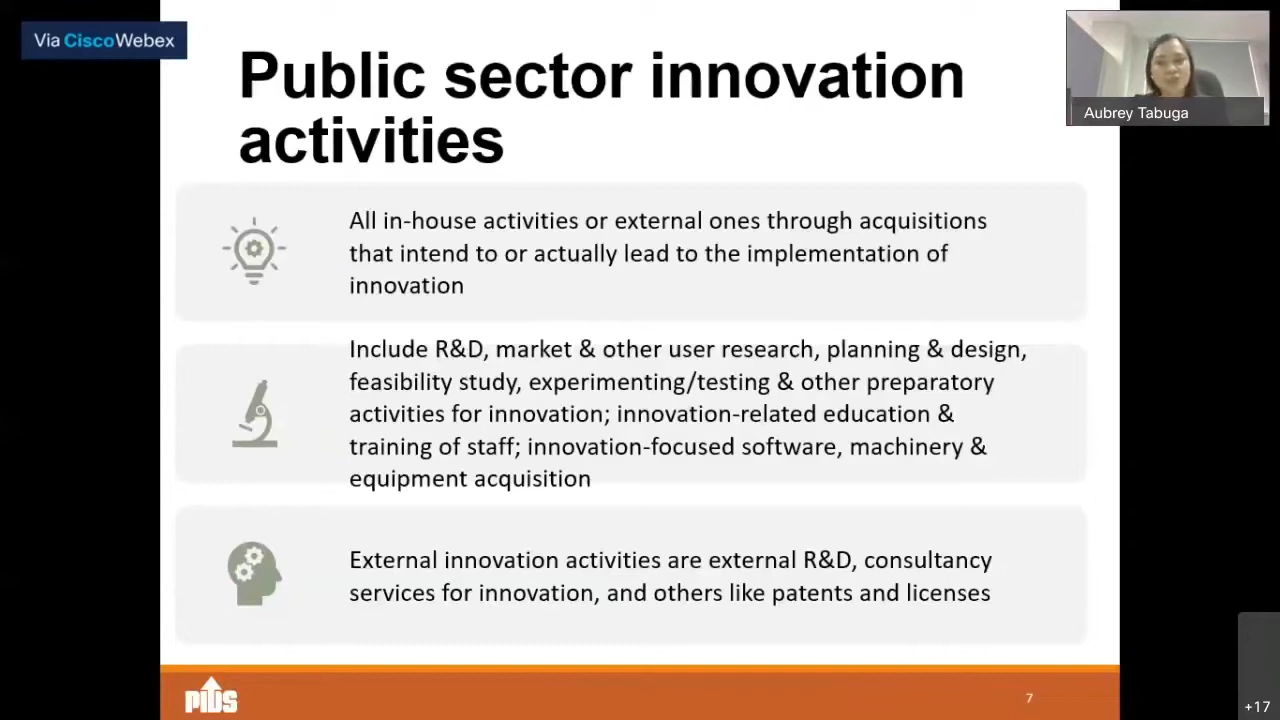 Via CiscoWebex
Public sector innovation
activities
Aubrey Tabuga
All in-house activities or external ones through acquisitions
that intend to or actually lead to the implementation of
innovation
Include R&D, market & other user research, planning & design,
feasibility study, experimenting/testing & other preparatory
activities for innovation; innovation-related education &
training of staff; innovation-focused software, machinery &
equipment acquisition
External innovation activities are external R&D, consultancy
services for innovation, and others like patents and licenses
PIDS
7
+17